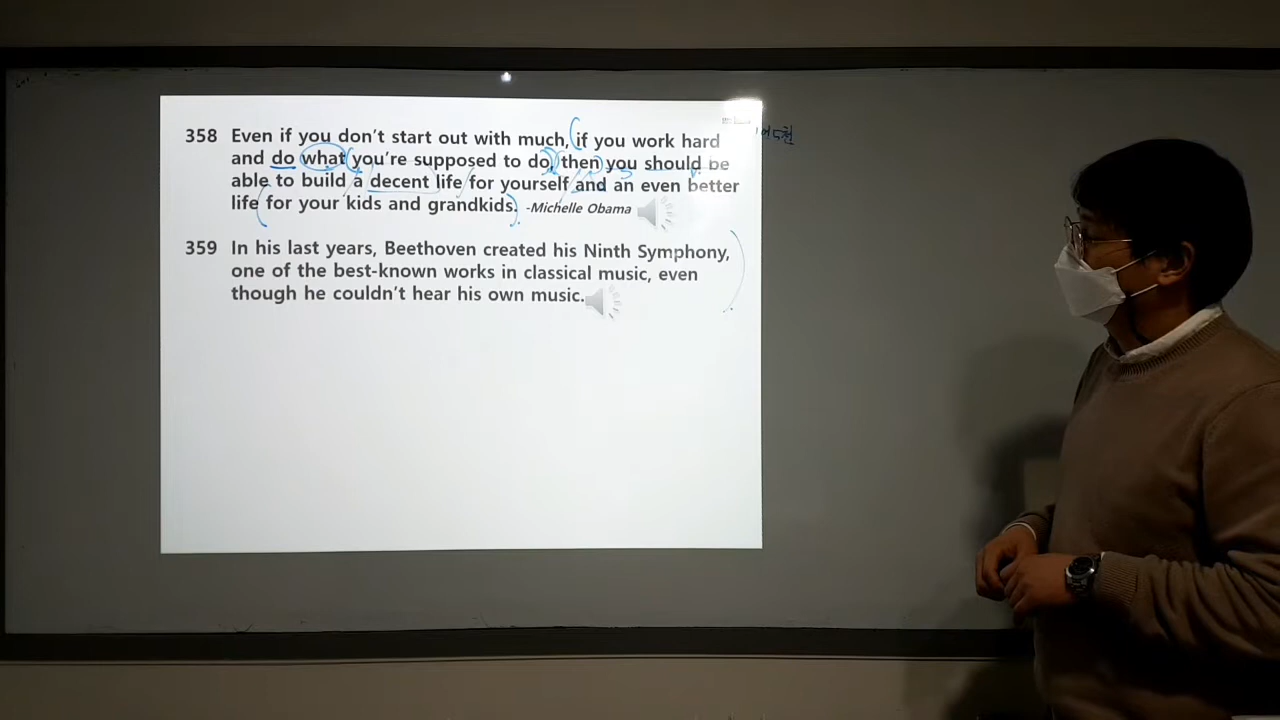 358 Even if you don't start out with much, if you work hard
and do what you're supposed to do, then you should be
able to build a decent life for yourself and an even better
life for your kids and grandkids. -Michelle Obama
359 In his last years, Beethoven created his Ninth Symphony,
one of the best-known works in classical music, even
though he couldn't hear his own music.